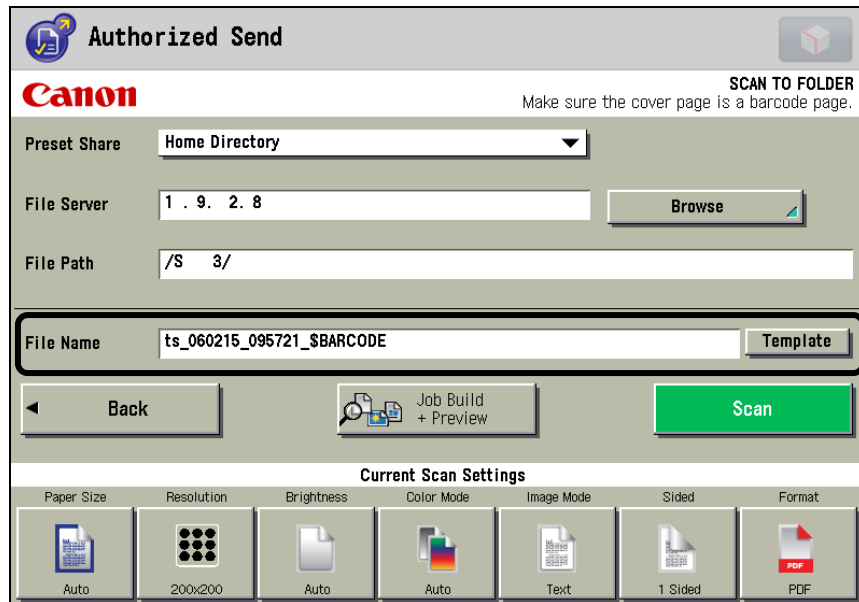 Authorized Send
Canon
SCAN TO FOLDER
Make sure the cover page is a barcode page.
Preset Share Home Directory
File Server 1 . 9. 2. 8 Browse
File Path /S 3/
File Name ts_060215_095721_$BARCODE Template
Back Job Build + Preview Scan
Current Scan Settings
Paper Size Resolution Brightness Color Mode Image Mode Sided Format
PDF
Auto 200x200 Auto Auto Text 1 Sided PDF